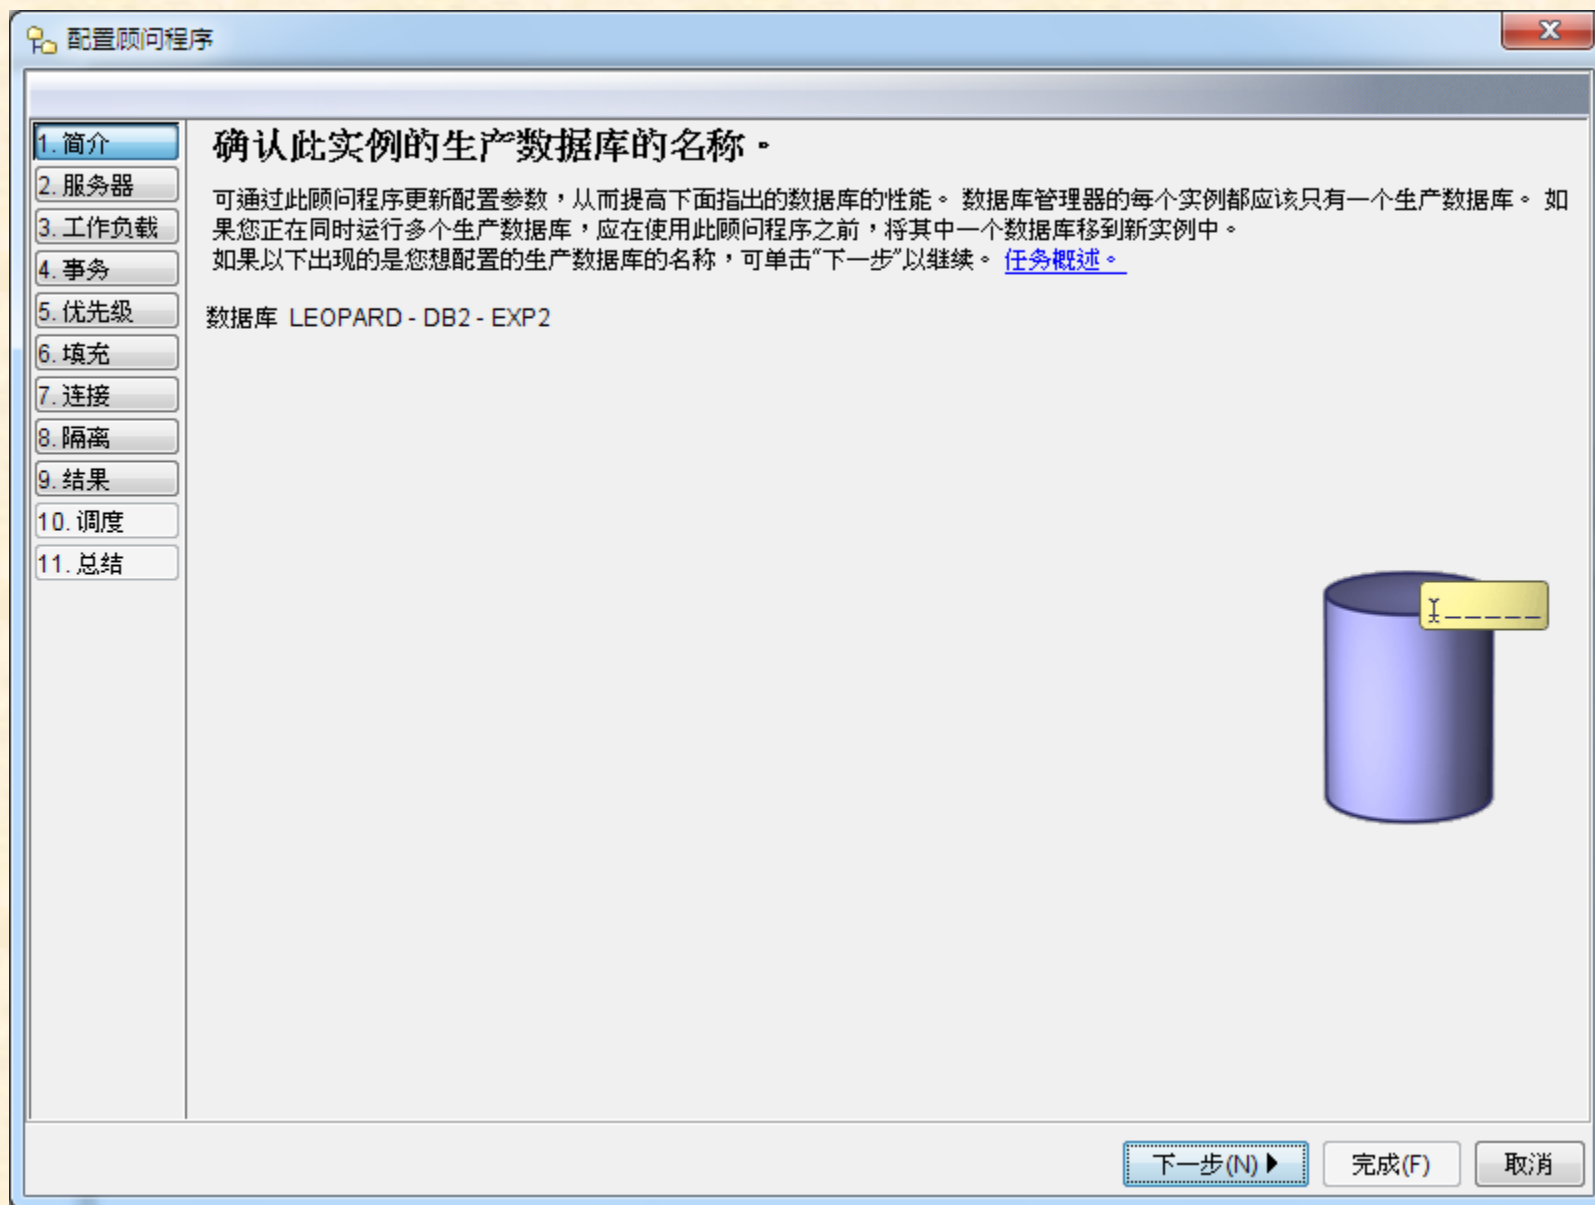 配置顾问程序
1. 简介
2. 服务器
3. 工作负载
4. 事务
5. 优先级
6. 填充
7. 连接
8. 隔离
9. 结果
10. 调度
11. 总结
确认此实例的生产数据库的名称。
可通过此顾问程序更新配置参数，从而提高下面指出的数据库的性能。 数据库管理器的每个实例都应该只有一个生产数据库。 如
果您正在同时运行多个生产数据库，应在使用此顾问程序之前，将其中一个数据库移到新实例中。
如果以下出现的是您想配置的生产数据库的名称，可单击“下一步”以继续。 任务概述。
数据库 LEOPARD - DB2 - EXP2
下一步(N)
完成(F)
取消